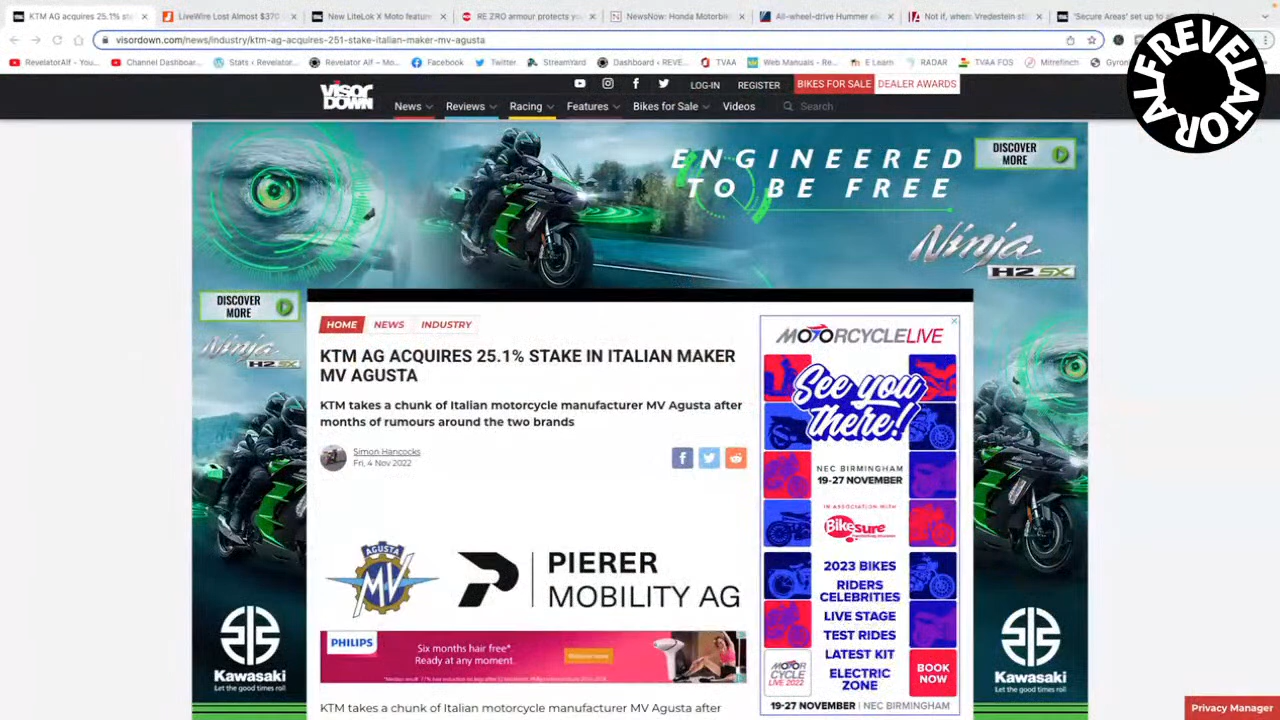 KTM AG acquires 25.1% sta
LiveWire Lost Almost $370
New LiteLok X Moto feature
RE ZRO armour protects yo
NewsNow: Honda Motorbik
All-wheel-drive Hummer el
Not if, when: Vredestein sti
'Secure Areas' set up to
visordown.com/news/industry/ktm-ag-acquires-251-stake-italian-maker-mv-agusta
RevelatorAlf - You...
Channel Dashboar...
Stats ‹ Revelator...
Revelator Alf – Mo...
Facebook
Twitter
StreamYard
Dashboard ‹ REVE...
TVAA
Web Manuals - Re...
E Learn
RADAR
TVAA FOS
Mitrefinch
Gyron
REVELATOR ALF
VISOR DOWN
LOG-IN
REGISTER
BIKES FOR SALE
DEALER AWARDS
News
Reviews
Racing
Features
Bikes for Sale
Videos
Search
ENGINEERED
TO BE FREE
DISCOVER
MORE
Ninja
H2 SX
DISCOVER
MORE
Ninja
H2 SX
HOME
NEWS
INDUSTRY
KTM AG ACQUIRES 25.1% STAKE IN ITALIAN MAKER
MV AGUSTA
KTM takes a chunk of Italian motorcycle manufacturer MV Agusta after
months of rumours around the two brands
Simon Hancocks
Fri, 4 Nov 2022
AGUSTA
MV
PIERER
MOBILITY AG
PHILIPS
Six months hair free*.
Ready at any moment.
KTM takes a chunk of Italian motorcycle manufacturer MV Agusta after
MOTORCYCLE LIVE
See you
there!
NEC BIRMINGHAM
19-27 NOVEMBER
IN ASSOCIATION WITH
Bikesure
2023 BIKES
RIDERS
CELEBRITIES
LIVE STAGE
TEST RIDES
LATEST KIT
ELECTRIC
ZONE
MOTOR
CYCLE
LIVE 2022
BOOK
NOW
19-27 NOVEMBER | NEC BIRMINGHAM
Kawasaki
Let the good times roll
Kawasaki
Let the good times roll
Privacy Manager